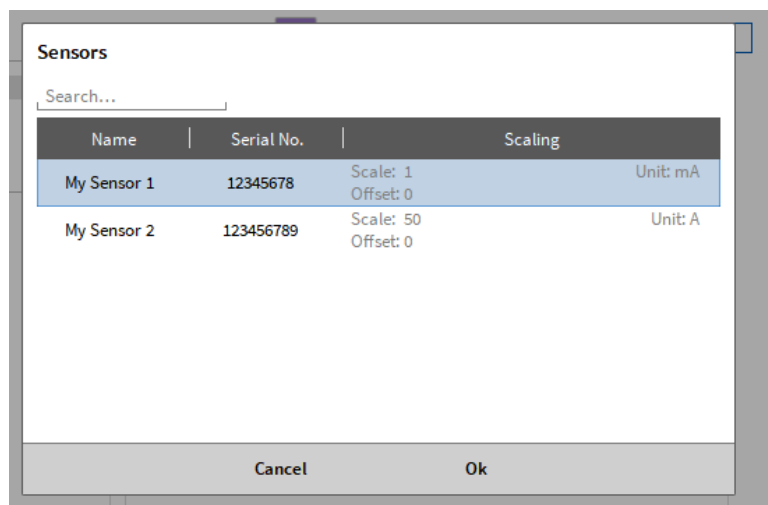 Sensors
Search...
Name Serial No. Scaling
My Sensor 1 12345678 Scale: 1 Unit: mA
Offset: 0
My Sensor 2 123456789 Scale: 50 Unit: A
Offset: 0
Cancel Ok